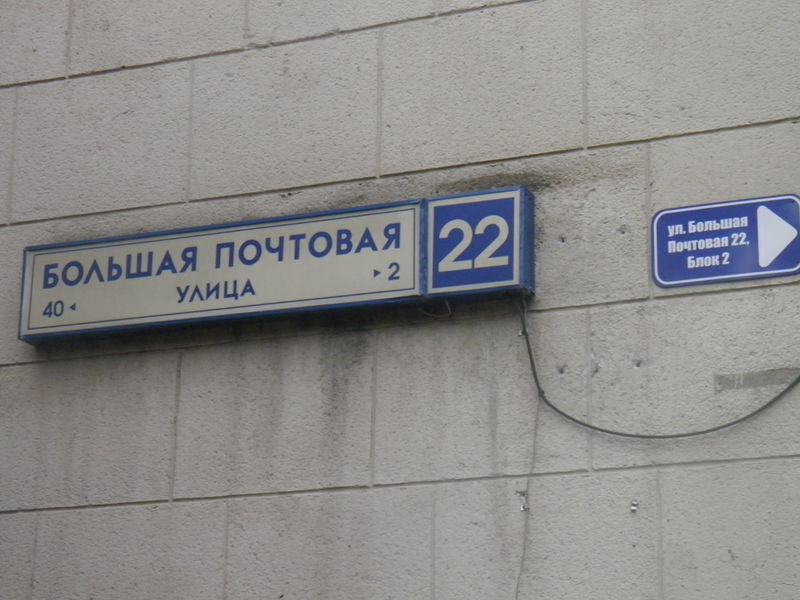 БОЛЬШАЯ ПОЧТОВАЯ
УЛИЦА
40
2
22
ул. Большая
Почтовая 22,
Блок 2